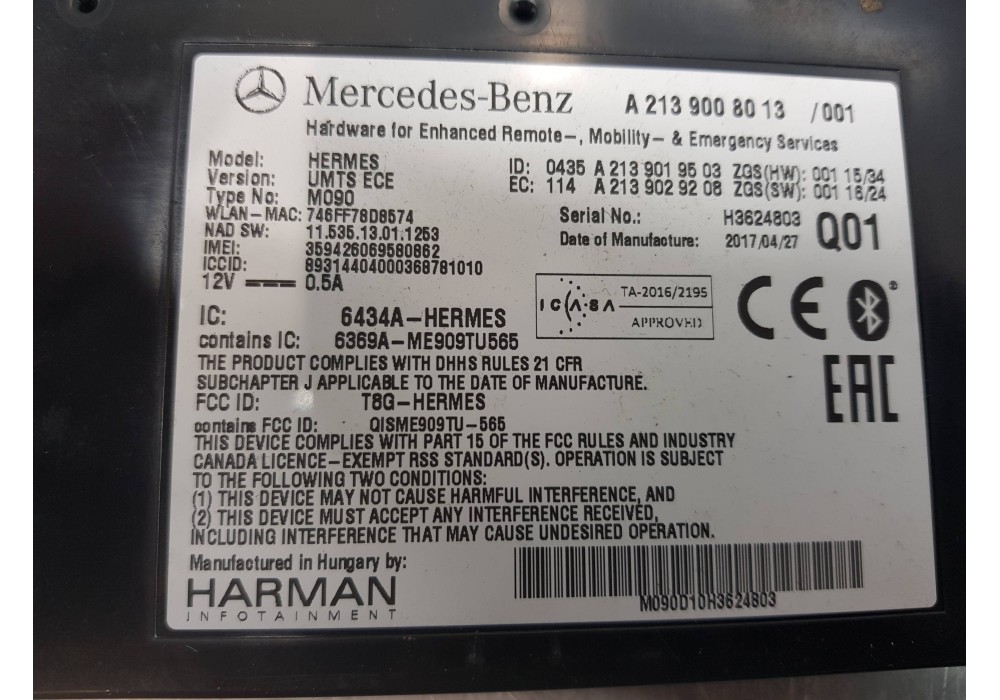 Mercedes-Benz A 213 900 80 13 /001
Hardware for Enhanced Remote-, Mobility- & Emergency Services
Model: HERMES
Version: UMTS ECE
Type No: M090
WLAN-MAC: 746FF78D8574
NAD SW: 11.535.13.01.1253
IMEI: 359426069580862
ICCID: 89314404000368781010
12V 0.5A
ID: 0435 A 213 901 95 03 ZGS(HW): 001 15/34
EC: 114 A 213 902 92 08 ZGS(SW): 001 16/24
Serial No.: H3624803 Q01
Date of Manufacture: 2017/04/27
ICASA TA-2016/2195
APPROVED
CE
EAC
IC: 6434A-HERMES
contains IC: 6369A-ME909TU565
THE PRODUCT COMPLIES WITH DHHS RULES 21 CFR
SUBCHAPTER J APPLICABLE TO THE DATE OF MANUFACTURE.
FCC ID: T8G-HERMES
contains FCC ID: QISME909TU-565
THIS DEVICE COMPLIES WITH PART 15 OF THE FCC RULES AND INDUSTRY
CANADA LICENCE-EXEMPT RSS STANDARD(S). OPERATION IS SUBJECT
TO THE FOLLOWING TWO CONDITIONS:
(1) THIS DEVICE MAY NOT CAUSE HARMFUL INTERFERENCE, AND
(2) THIS DEVICE MUST ACCEPT ANY INTERFERENCE RECEIVED,
INCLUDING INTERFERENCE THAT MAY CAUSE UNDESIRED OPERATION.
Manufactured in Hungary by:
HARMAN
INFOTAINMENT
M090D10H3624803